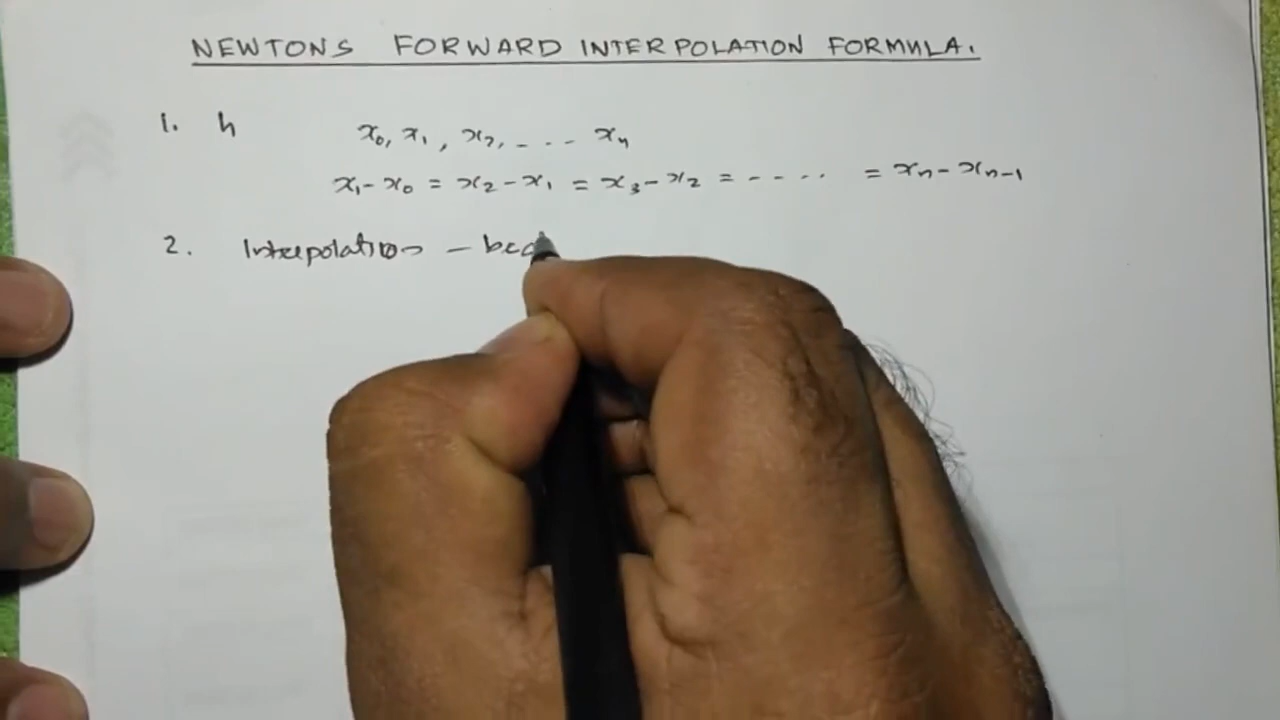 NEWTONS FORWARD INTERPOLATION FORMULA.
1. h x₀, x₁, x₂, - - - - xₙ
x₁ - x₀ = x₂ - x₁ = x₃ - x₂ = - - - - = xₙ - xₙ₋₁
2. Interpolation -